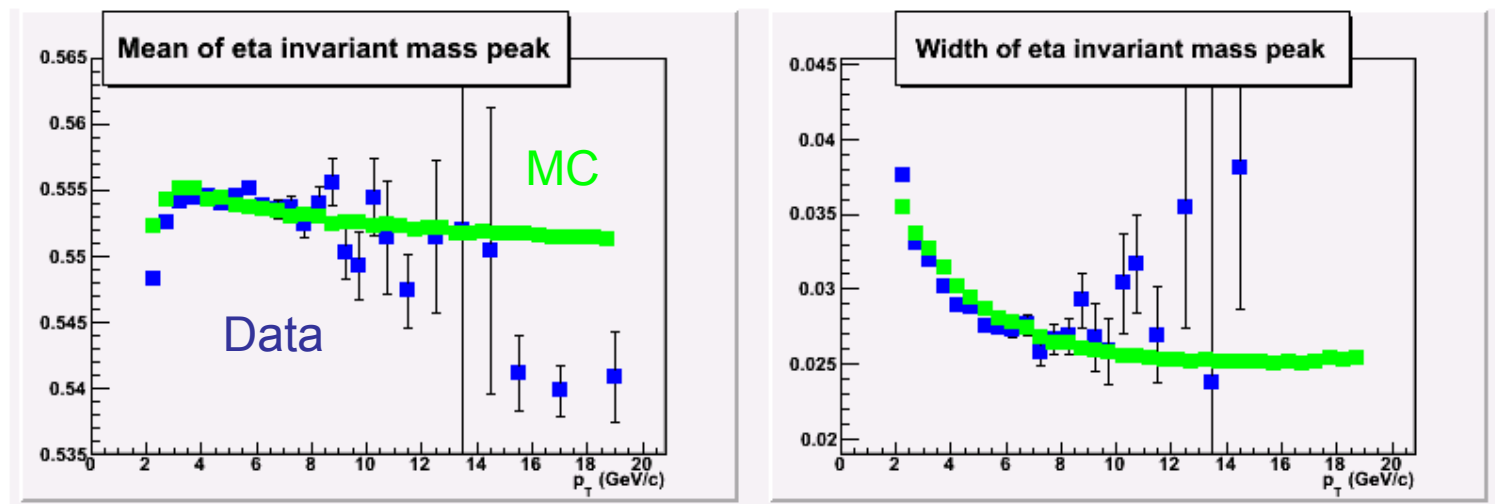 Mean of eta invariant mass peak
0.565
0.56
0.555
0.55
0.545
0.54
0.535
MC
Data
0 2 4 6 8 10 12 14 16 18 20
p_T (GeV/c)
Width of eta invariant mass peak
0.045
0.04
0.035
0.03
0.025
0.02
0 2 4 6 8 10 12 14 16 18 20
p_T (GeV/c)